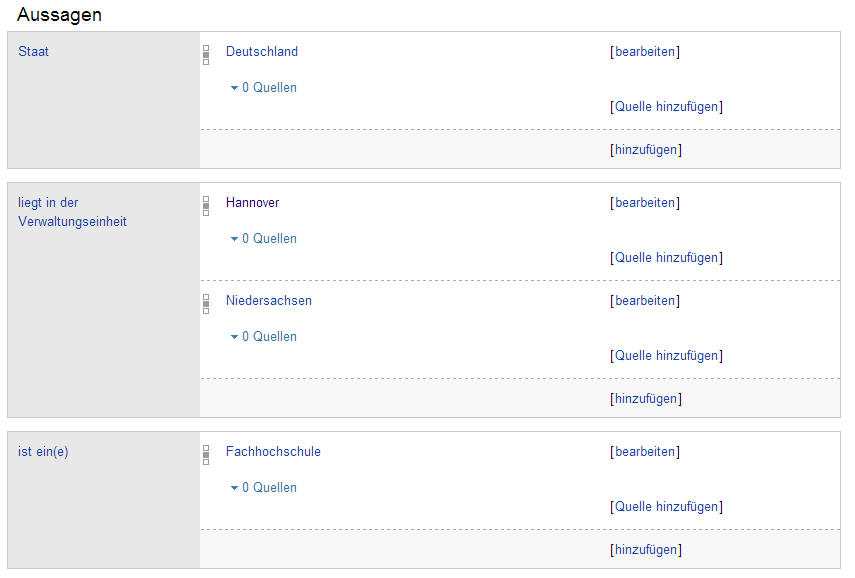 Aussagen
Staat
Deutschland
[bearbeiten]
0 Quellen
[Quelle hinzufügen]
[hinzufügen]
liegt in der
Verwaltungseinheit
Hannover
[bearbeiten]
0 Quellen
[Quelle hinzufügen]
Niedersachsen
[bearbeiten]
0 Quellen
[Quelle hinzufügen]
[hinzufügen]
ist ein(e)
Fachhochschule
[bearbeiten]
0 Quellen
[Quelle hinzufügen]
[hinzufügen]